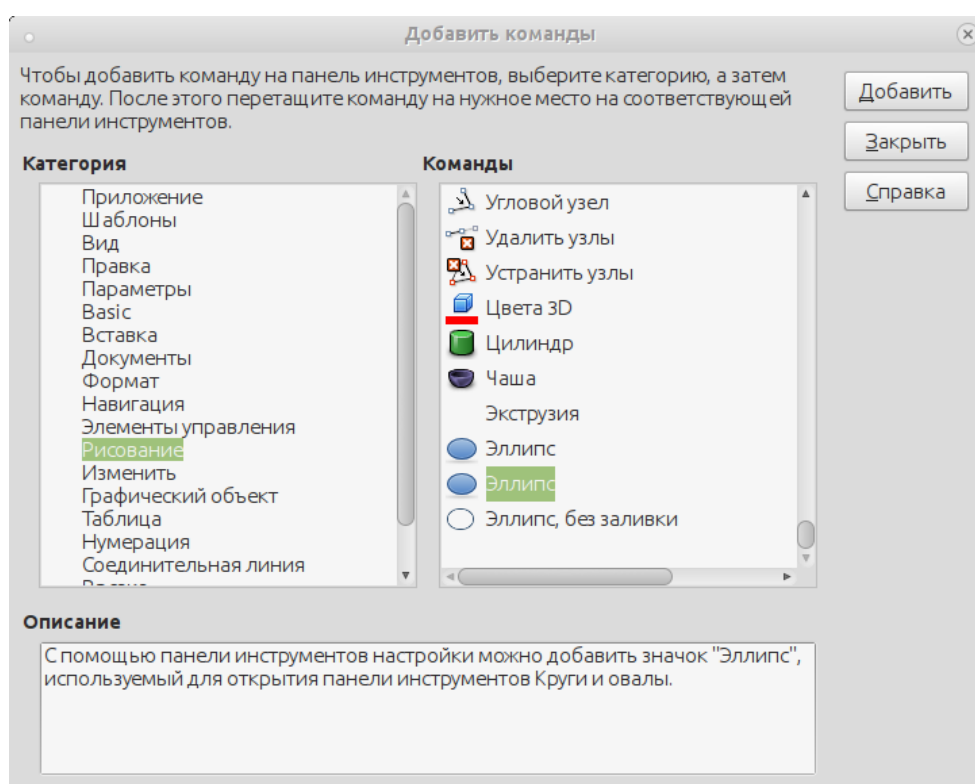 Добавить команды
Чтобы добавить команду на панель инструментов, выберите категорию, а затем
команду. После этого перетащите команду на нужное место на соответствующей
панели инструментов.
Добавить
Закрыть
Справка
Категория
Приложение
Шаблоны
Вид
Правка
Параметры
Basic
Вставка
Документы
Формат
Навигация
Элементы управления
Рисование
Изменить
Графический объект
Таблица
Нумерация
Соединительная линия
Команды
Угловой узел
Удалить узлы
Устранить узлы
Цвета 3D
Цилиндр
Чаша
Экструзия
Эллипс
Эллипс
Эллипс, без заливки
Описание
С помощью панели инструментов настройки можно добавить значок "Эллипс",
используемый для открытия панели инструментов Круги и овалы.